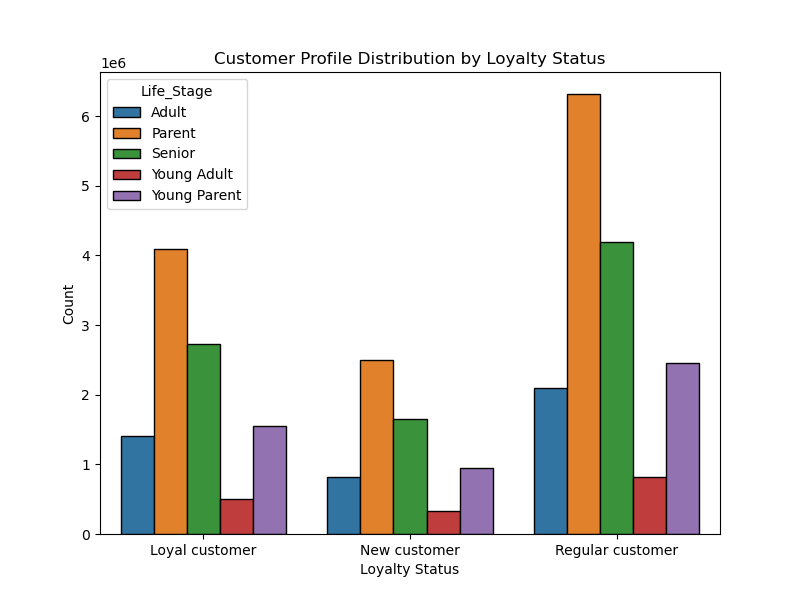 Customer Profile Distribution by Loyalty Status
1e6
6
5
4
3
2
1
0
Count
Life_Stage
Adult
Parent
Senior
Young Adult
Young Parent
Loyal customer
New customer
Regular customer
Loyalty Status